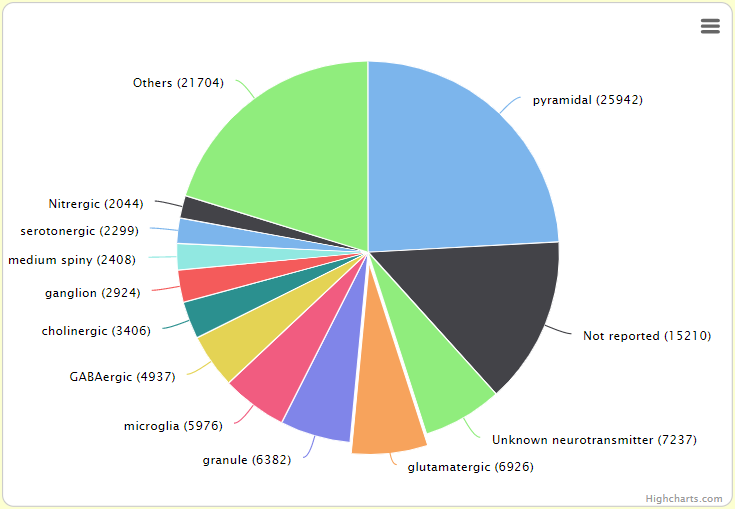 Others (21704)
pyramidal (25942)
Nitrergic (2044)
serotonergic (2299)
medium spiny (2408)
ganglion (2924)
cholinergic (3406)
Not reported (15210)
GABAergic (4937)
microglia (5976)
Unknown neurotransmitter (7237)
granule (6382)
glutamatergic (6926)
Highcharts.com